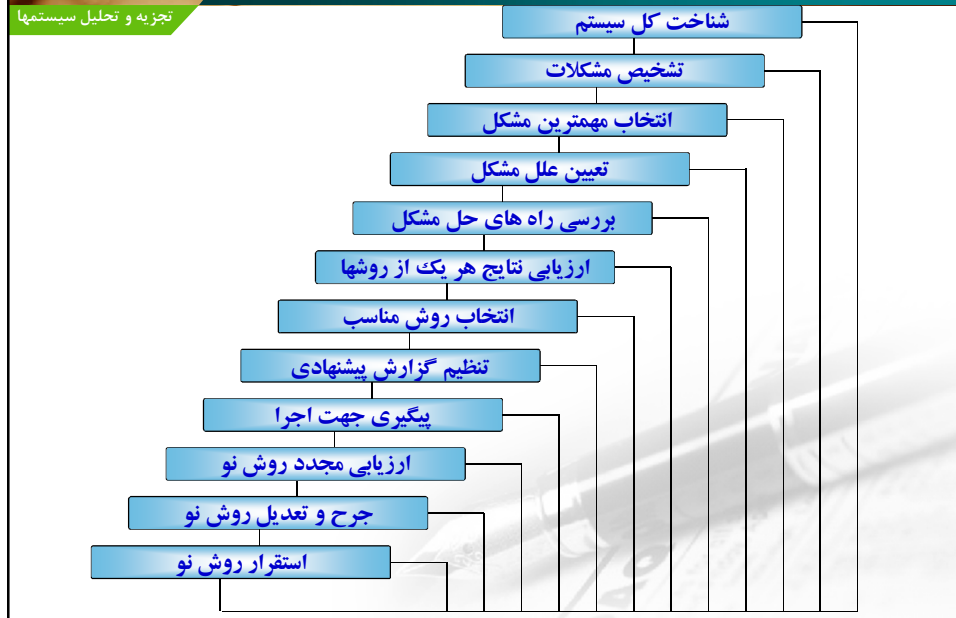 تجزیه و تحلیل سیستمها
شناخت کل سیستم
تشخیص مشکلات
انتخاب مهمترین مشکل
تعیین علل مشکل
بررسی راه های حل مشکل
ارزیابی نتایج هر یک از روشها
انتخاب روش مناسب
تنظیم گزارش پیشنهادی
پیگیری جهت اجرا
ارزیابی مجدد روش نو
جرح و تعدیل روش نو
استقرار روش نو